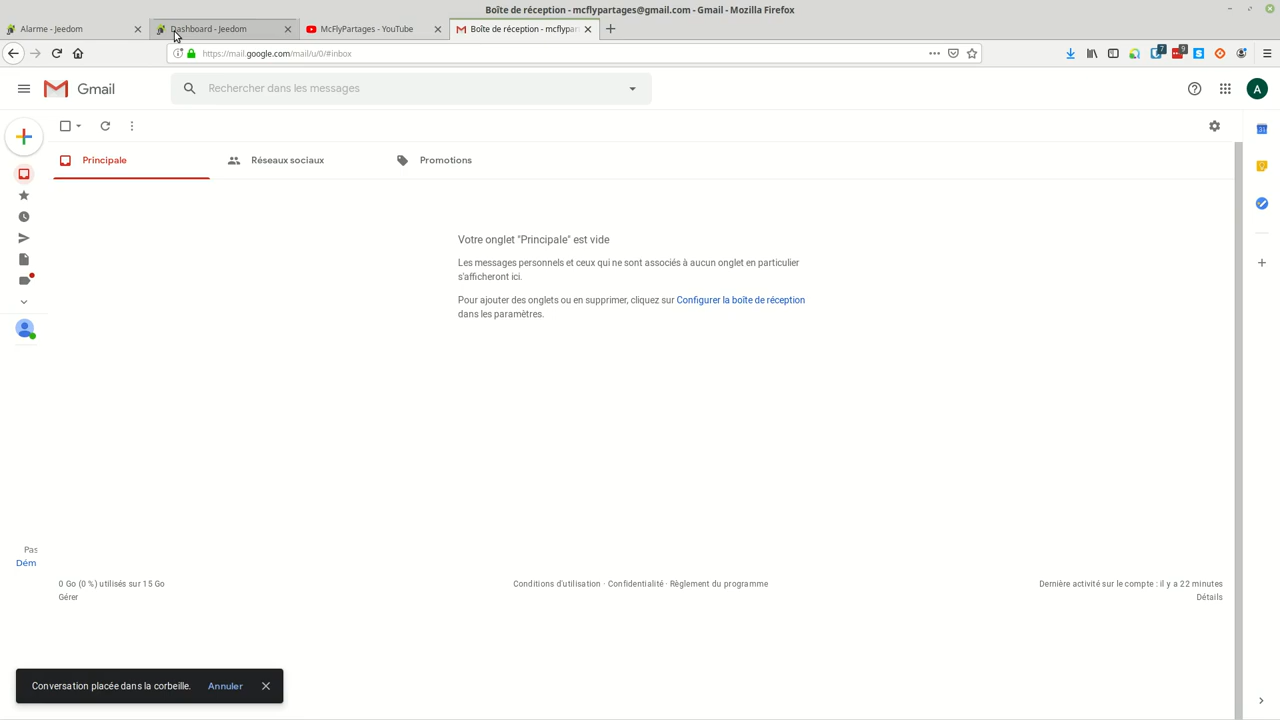 Boîte de réception - mcflypartages@gmail.com - Gmail - Mozilla Firefox
Alarme - Jeedom
Dashboard - Jeedom
McFlyPartages - YouTube
Boîte de réception - mcflypar
https://mail.google.com/mail/u/0/#inbox
7
9
Gmail
Rechercher dans les messages
A
Principale
Réseaux sociaux
Promotions
Votre onglet "Principale" est vide
Les messages personnels et ceux qui ne sont associés à aucun onglet en particulier
s'afficheront ici.
Pour ajouter des onglets ou en supprimer, cliquez sur Configurer la boîte de réception
dans les paramètres.
Pas
Dém
0 Go (0 %) utilisés sur 15 Go
Gérer
Conditions d'utilisation · Confidentialité · Règlement du programme
Dernière activité sur le compte : il y a 22 minutes
Détails
Conversation placée dans la corbeille. Annuler